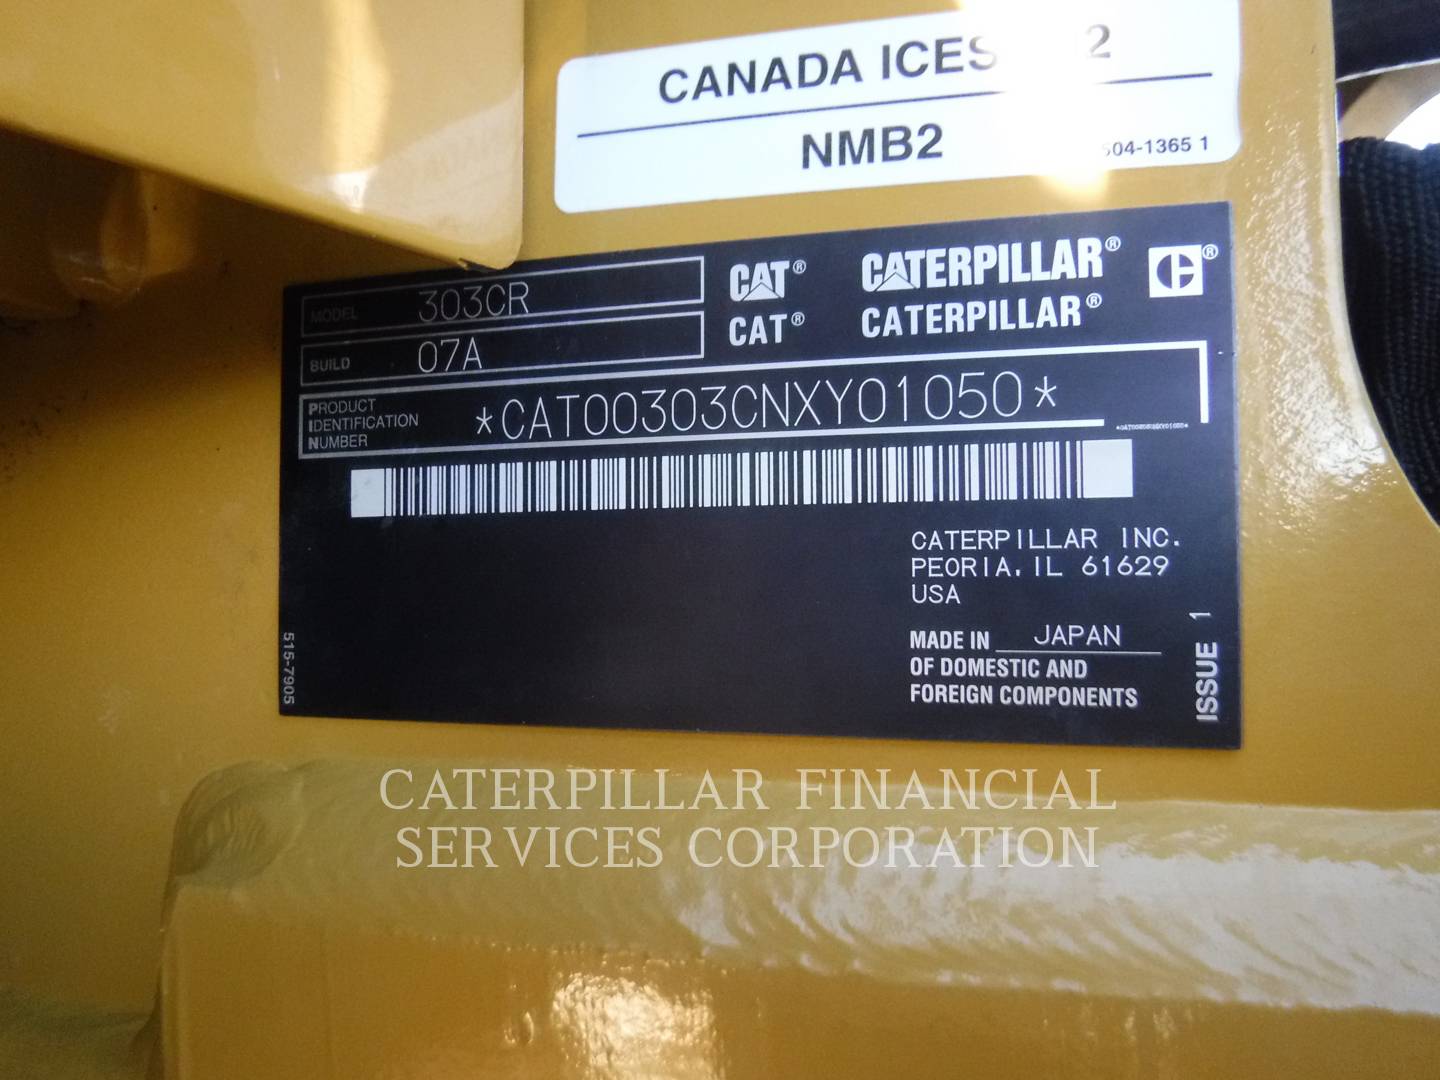 CANADA ICES 2
NMB2
604-1365 1
MODEL 303CR
BUILD 07A
CAT® CATERPILLAR®
CAT® CATERPILLAR®
PRODUCT
IDENTIFICATION
NUMBER
*CAT00303CNXY01050*
CATERPILLAR INC.
PEORIA, IL 61629
USA
MADE IN JAPAN
OF DOMESTIC AND
FOREIGN COMPONENTS
515-7905
ISSUE 1
CATERPILLAR FINANCIAL
SERVICES CORPORATION